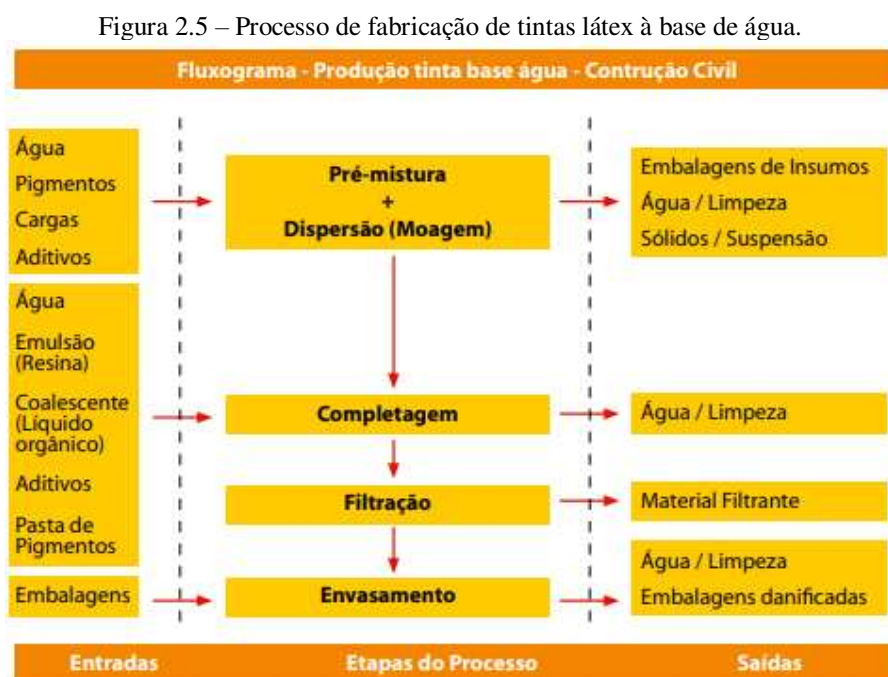 Figura 2.5 – Processo de fabricação de tintas látex à base de água.
Fluxograma - Produção tinta base água - Contrução Civil
Água
Pigmentos
Cargas
Aditivos
Pré-mistura
+
Dispersão (Moagem)
Embalagens de Insumos
Água / Limpeza
Sólidos / Suspensão
Água
Emulsão
(Resina)
Coalescente
(Líquido
orgânico)
Aditivos
Pasta de
Pigmentos
Completagem
Água / Limpeza
Filtração
Material Filtrante
Embalagens
Envasamento
Água / Limpeza
Embalagens danificadas
Entradas
Etapas do Processo
Saídas